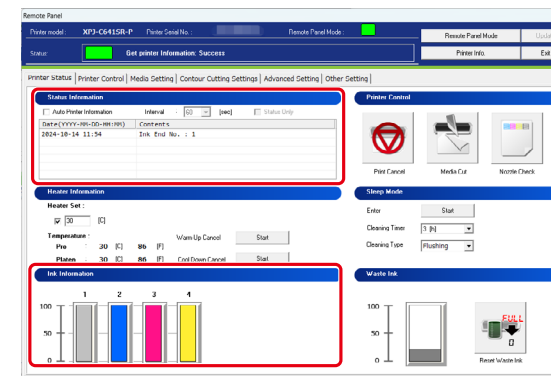 Remote Panel
Printer model : XPJ-C641SR-P Printer Serial No. : Remote Panel Mode :
Remote Panel Mode
Status: Get printer Information: Success
Printer Info. Exit
Printer Status Printer Control Media Setting Contour Cutting Settings Advanced Setting Other Setting
Status Information
Auto Printer Information Interval : 60 [sec] Status Only
Date(YYYY-MM-DD-HH:MM) Contents
2024-10-14 11:54 Ink End No. : 1
Printer Control
Print Cancel Media Cut Nozzle Check
Heater Information
Heater Set :
30 [C]
Temperature :
Pre : 30 [C] 86 [F]
Platen : 30 [C] 86 [F]
Warm Up Cancel Start
Cool Down Cancel Start
Sleep Mode
Enter Start
Cleaning Timer 3 [h]
Cleaning Type Flushing
Ink Information
1 2 3 4
100
50
0
Waste Ink
100
50
0
FULL
0
Reset Waste Ink